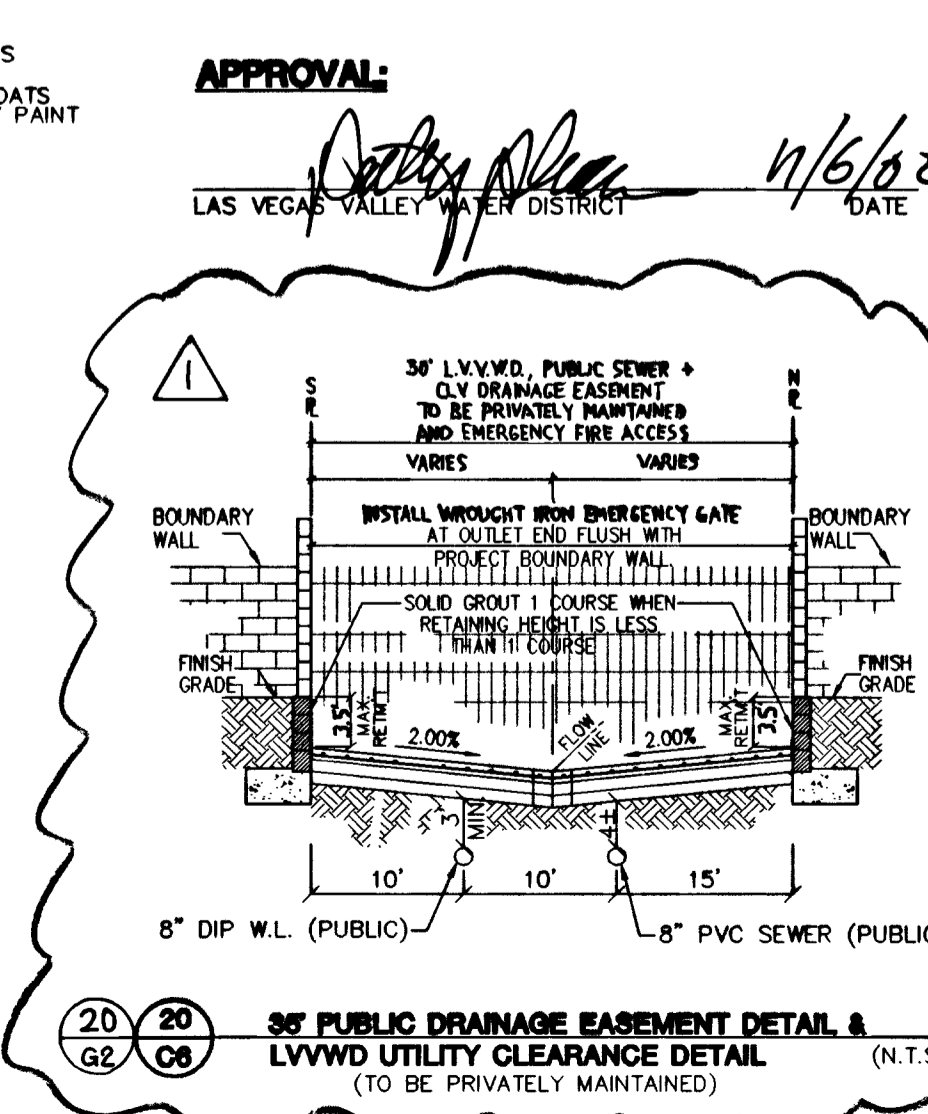 S
OATS
PAINT
APPROVAL:
LAS VEGAS VALLEY WATER DISTRICT
DATE
1
S
PL
N
PL
L.V.V.W.D., PUBLIC SEWER +
CLV DRAINAGE EASEMENT
TO BE PRIVATELY MAINTAINED
AND EMERGENCY FIRE ACCESS
VARIES
VARIES
INSTALL WROUGHT IRON EMERGENCY GATE
AT OUTLET END FLUSH WITH
PROJECT BOUNDARY WALL
BOUNDARY
WALL
BOUNDARY
WALL
SOLID GROUT 1 COURSE WHEN
RETAINING HEIGHT IS LESS
THAN 1 COURSE
FINISH
GRADE
FINISH
GRADE
3.5'
MAX.
RETM'T
2.00%
FLOW
LINE
2.00%
MAX.
RETM'T
3.5'
3'
MIN
4±
10'
10'
15'
8" DIP W.L. (PUBLIC)
8" PVC SEWER (PUBLIC
20
G2
20
C6
PUBLIC DRAINAGE EASEMENT DETAIL &
LVVWD UTILITY CLEARANCE DETAIL
(N.T.S
(TO BE PRIVATELY MAINTAINED)